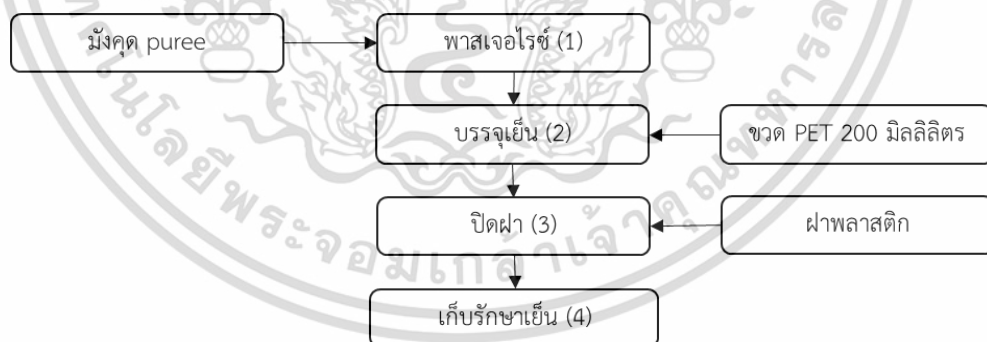 มังคุด puree
พาสเจอไรซ์ (1)
บรรจุเย็น (2)
ขวด PET 200 มิลลิลิตร
ปิดฝา (3)
ฝาพลาสติก
เก็บรักษาเย็น (4)